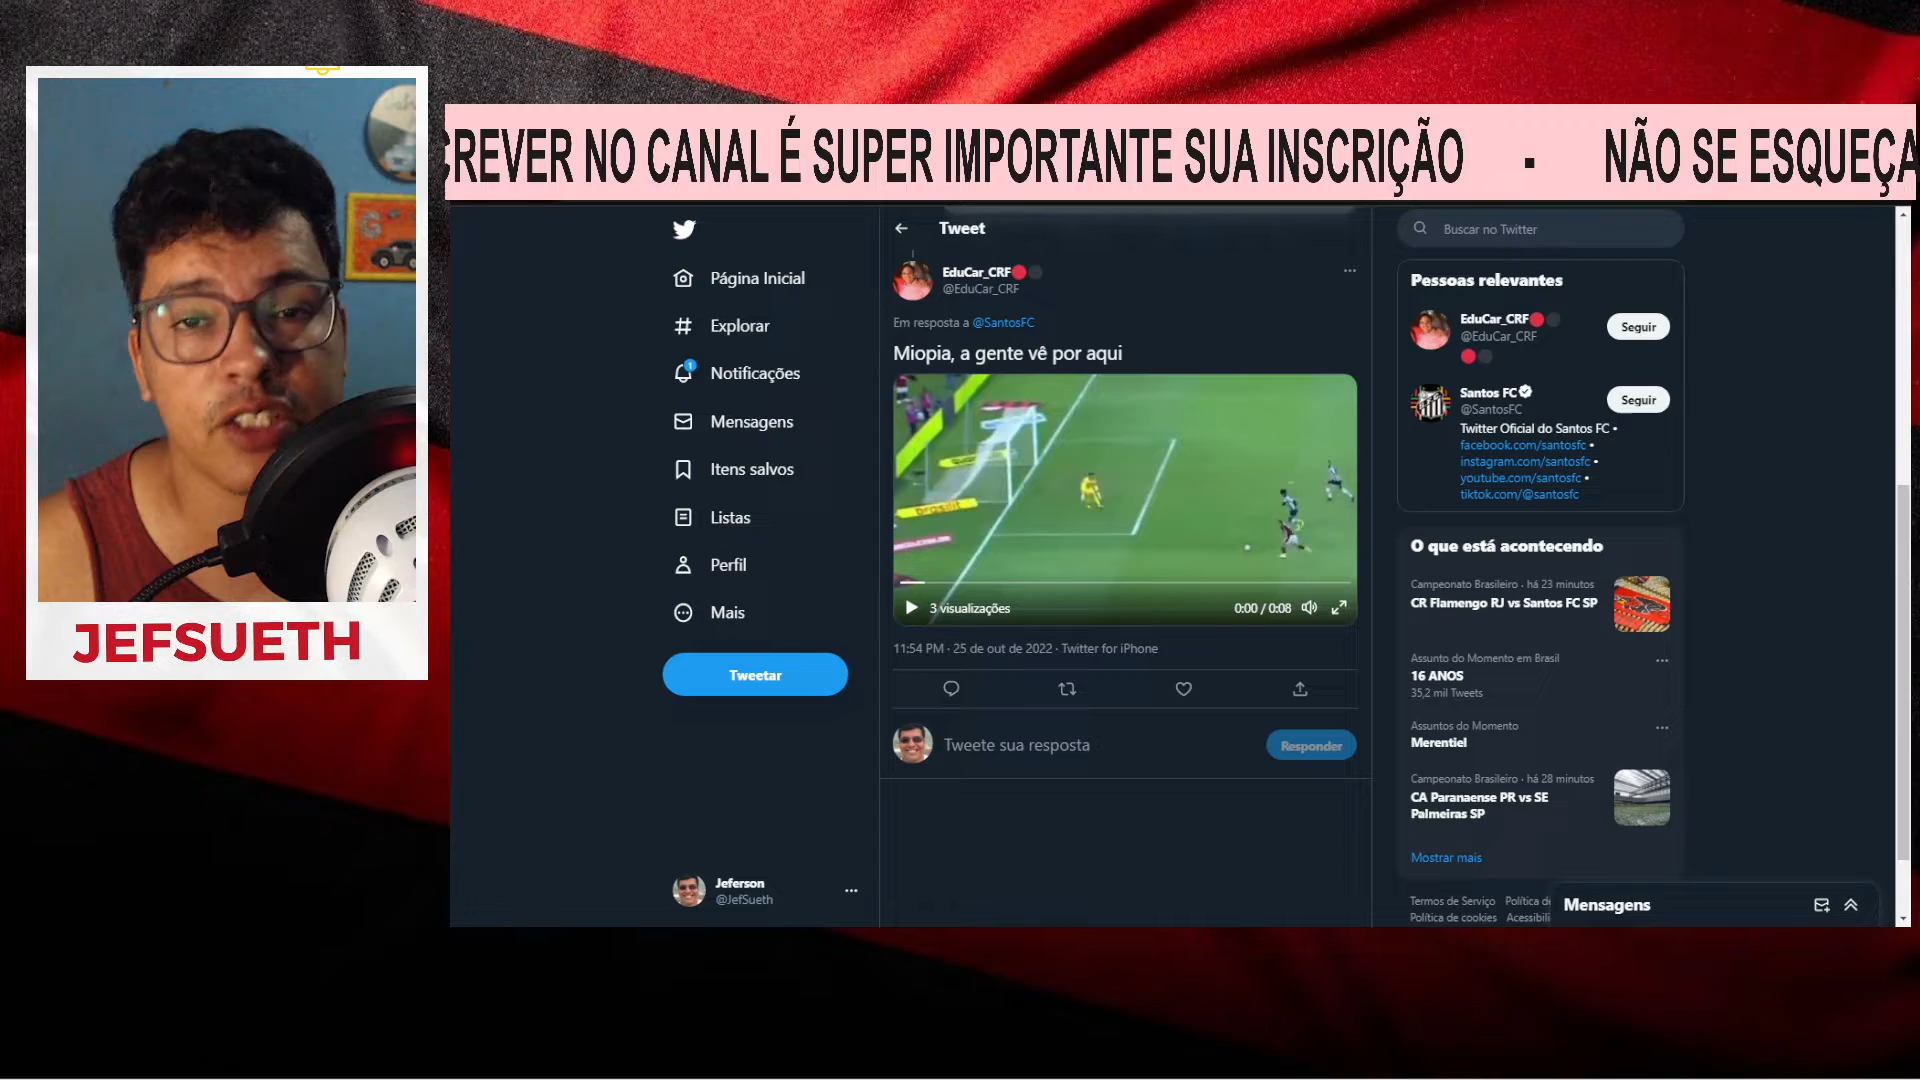 CREVER NO CANAL É SUPER IMPORTANTE SUA INSCRIÇÃO - NÃO SE ESQUEÇA
JEFSUETH
Página Inicial
Explorar
1
Notificações
Mensagens
Itens salvos
Listas
Perfil
Mais
Tweetar
Jeferson
@JefSueth
Tweet
EduCar_CRF
@EduCar_CRF
Em resposta a @SantosFC
Miopia, a gente vê por aqui
3 visualizações
0:00 / 0:08
11:54 PM · 25 de out de 2022 · Twitter for iPhone
Tweete sua resposta
Responder
Buscar no Twitter
Pessoas relevantes
EduCar_CRF
@EduCar_CRF
Seguir
Santos FC
@SantosFC
Seguir
Twitter Oficial do Santos FC •
facebook.com/santosfc •
instagram.com/santosfc •
youtube.com/santosfc •
tiktok.com/@santosfc
O que está acontecendo
Campeonato Brasileiro · há 23 minutos
CR Flamengo RJ vs Santos FC SP
Assunto do Momento em Brasil
16 ANOS
35,2 mil Tweets
Assuntos do Momento
Merentiel
Campeonato Brasileiro · há 28 minutos
CA Paranaense PR vs SE
Palmeiras SP
Mostrar mais
Termos de Serviço Política de
Política de cookies Acessibili
Mensagens